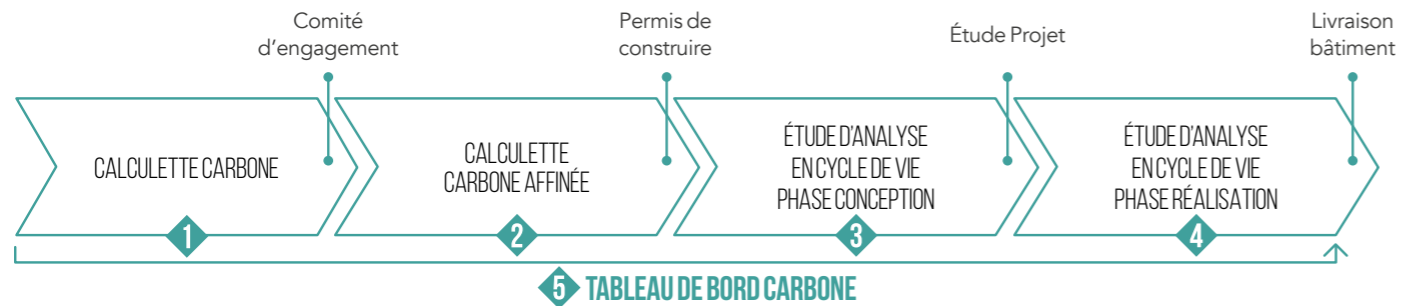 Comité
d’engagement
Permis de
construire
Étude Projet
Livraison
bâtiment
CALCULETTE CARBONE
1
CALCULETTE
CARBONE AFFINÉE
2
ÉTUDE D’ANALYSE
EN CYCLE DE VIE
PHASE CONCEPTION
3
ÉTUDE D’ANALYSE
EN CYCLE DE VIE
PHASE RÉALISATION
4
5 TABLEAU DE BORD CARBONE